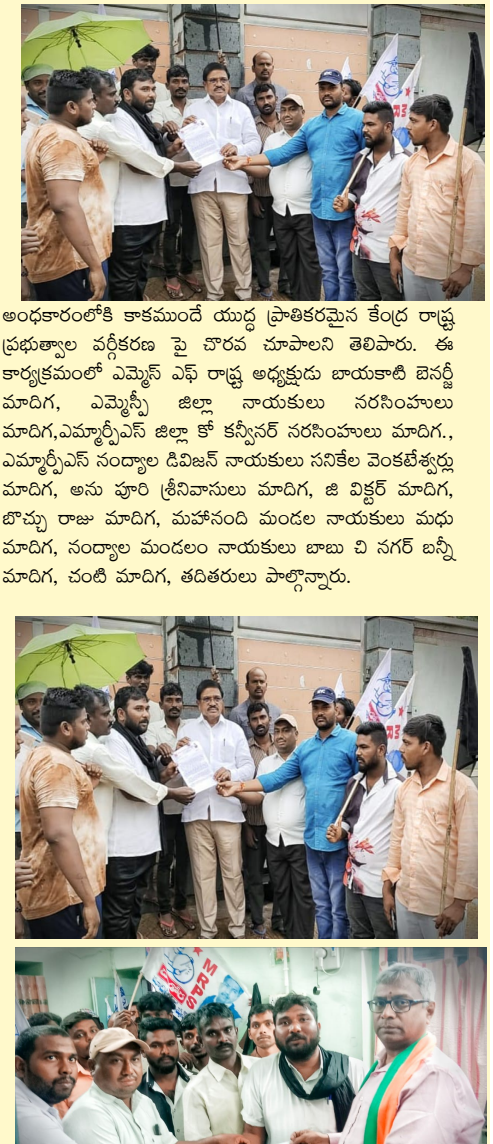 అంధకారంలోకి కాకముందే యుద్ధ ప్రాతికరమైన కేంద్ర రాష్ట్ర
ప్రభుత్వాల వర్గీకరణ పై చొరవ చూపాలని తెలిపారు. ఈ
కార్యక్రమంలో ఎమ్మెస్ ఎఫ్ రాష్ట్ర అధ్యక్షుడు బాయకాటి బెనర్జీ
మాదిగ, ఎమ్మెస్పీ జిల్లా నాయకులు నరసింహులు
మాదిగ,ఎమ్మార్పీఎస్ జిల్లా కో కన్వీనర్ నరసింహులు మాదిగ.,
ఎమ్మార్పీఎస్ నంద్యాల డివిజన్ నాయకులు సనికేల వెంకటేశ్వర్లు
మాదిగ, అను పూరి శ్రీనివాసులు మాదిగ, జి విక్టర్ మాదిగ,
బొచ్చు రాజు మాదిగ, మహానంది మండల నాయకులు మధు
మాదిగ, నంద్యాల మండలం నాయకులు బాబు చి నగర్ బన్నీ
మాదిగ, చంటి మాదిగ, తదితరులు పాల్గొన్నారు.
MRPS